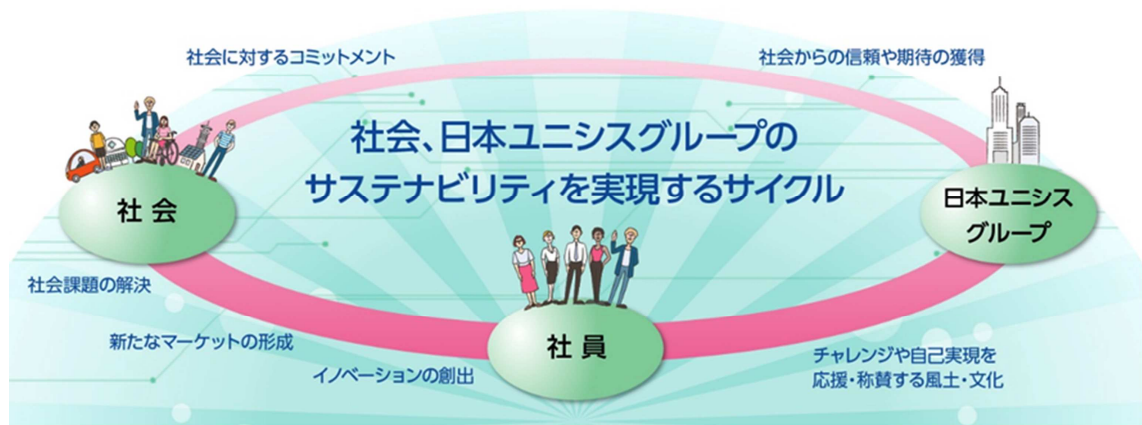 社会に対するコミットメント
社会からの信頼や期待の獲得
社会、日本ユニシスグループの
サステナビリティを実現するサイクル
社会
日本ユニシス
グループ
社会課題の解決
新たなマーケットの形成
イノベーションの創出
社員
チャレンジや自己実現を
応援・称賛する風土・文化